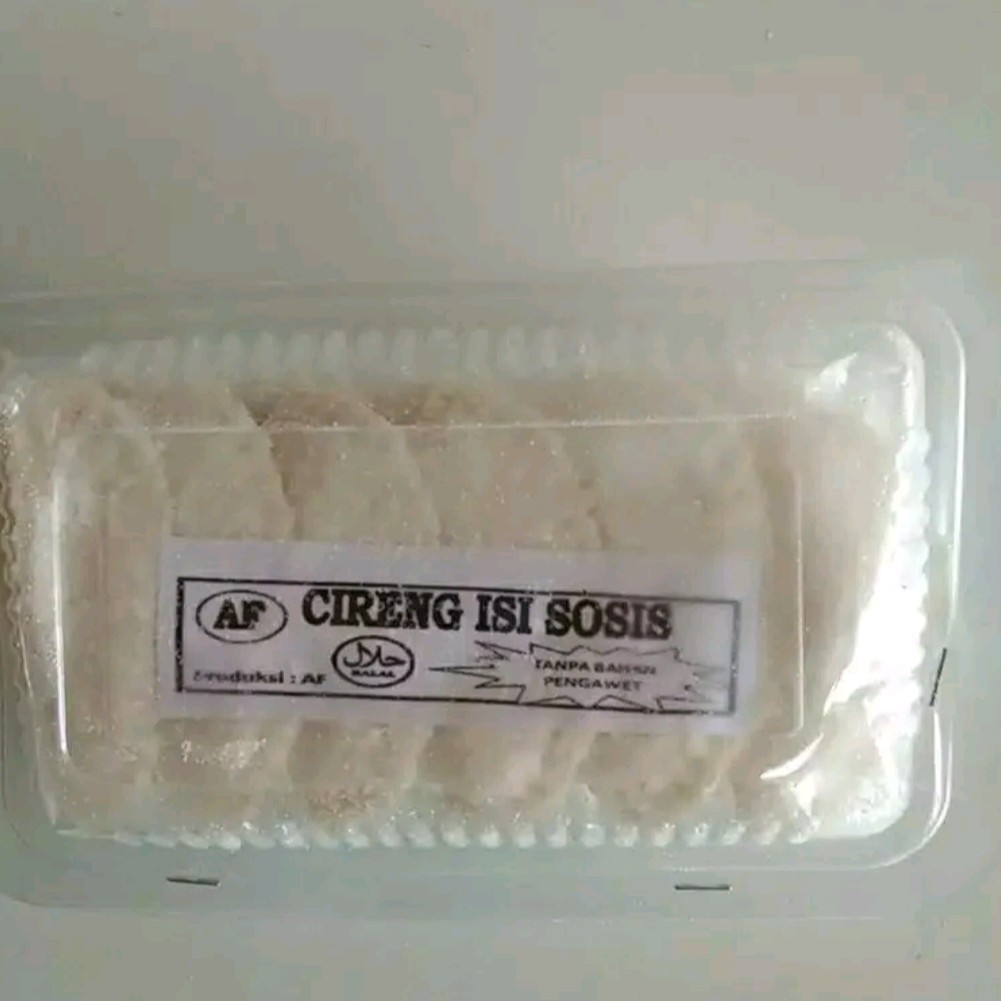 AF CIRENG ISI SOSIS
حلال
HALAL
Produksi : AF
TANPA BAHAN
PENGAWET